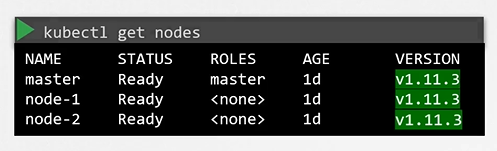 kubectl get nodes
NAME STATUS ROLES AGE VERSION
master Ready master 1d v1.11.3
node-1 Ready <none> 1d v1.11.3
node-2 Ready <none> 1d v1.11.3